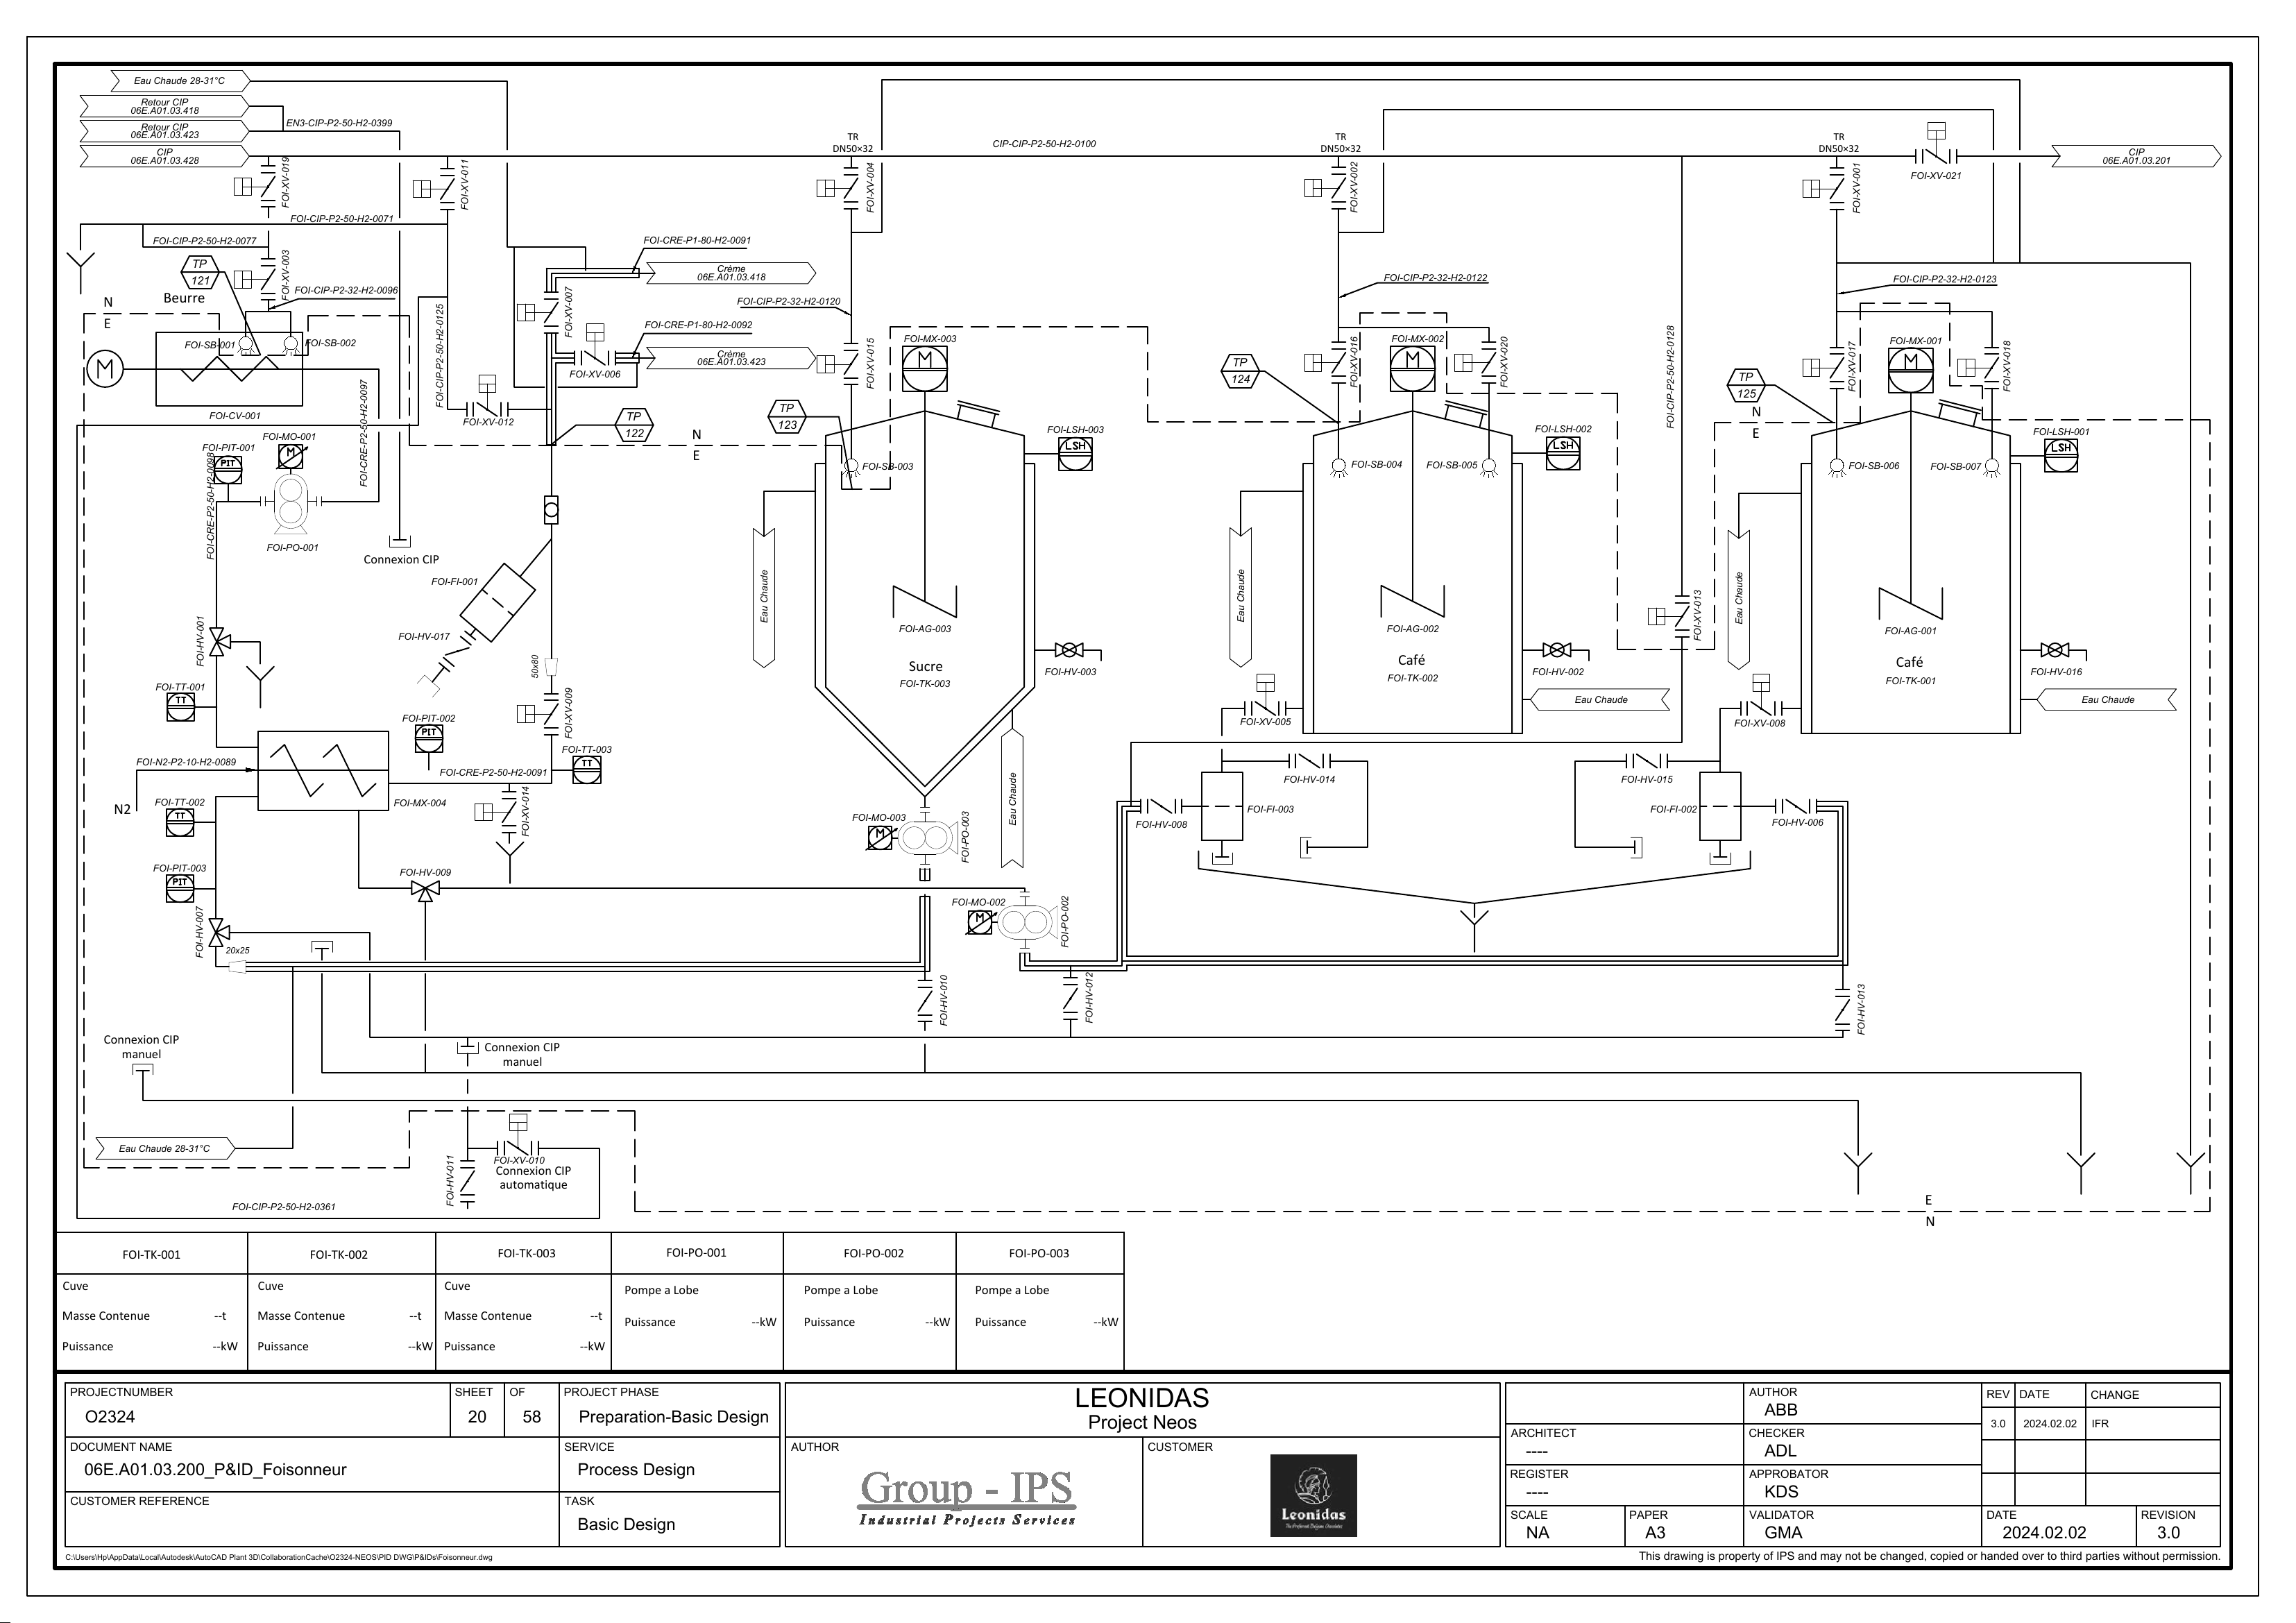 Eau Chaude 28-31°C
Retour CIP
06E.A01.03.418
Retour CIP
06E.A01.03.423
CIP
06E.A01.03.428
EN3-CIP-P2-50-H2-0399
CIP-CIP-P2-50-H2-0100
TR
DN50×32
TR
DN50×32
TR
DN50×32
CIP
06E.A01.03.201
FOI-XV-019
FOI-XV-011
FOI-XV-004
FOI-XV-002
FOI-XV-001
FOI-XV-021
FOI-CIP-P2-50-H2-0071
FOI-CIP-P2-50-H2-0077
FOI-XV-003
TP
121
Beurre
N
E
FOI-CIP-P2-32-H2-0096
FOI-SB-001
FOI-SB-002
M
FOI-CV-001
FOI-CIP-P2-50-H2-0125
FOI-CRE-P2-50-H2-0097
FOI-CRE-P1-80-H2-0091
Crème
06E.A01.03.418
FOI-XV-007
FOI-CIP-P2-32-H2-0120
FOI-CRE-P1-80-H2-0092
Crème
06E.A01.03.423
FOI-XV-006
FOI-XV-012
TP
122
N
E
TP
123
FOI-XV-015
FOI-MX-003
M
FOI-SB-003
FOI-LSH-003
LSH
FOI-CIP-P2-32-H2-0122
FOI-XV-016
FOI-MX-002
M
FOI-XV-020
TP
124
FOI-SB-004
FOI-SB-005
FOI-LSH-002
LSH
FOI-CIP-P2-50-H2-0128
FOI-CIP-P2-32-H2-0123
FOI-XV-017
FOI-MX-001
M
FOI-XV-018
TP
125
N
E
FOI-SB-006
FOI-SB-007
FOI-LSH-001
LSH
FOI-PIT-001
PIT
FOI-MO-001
M
FOI-CRE-P2-50-H2-0098
FOI-PO-001
Connexion CIP
FOI-FI-001
FOI-HV-017
50x80
FOI-HV-001
FOI-TT-001
TT
FOI-PIT-002
PIT
FOI-XV-009
FOI-TT-003
TT
FOI-N2-P2-10-H2-0089
FOI-CRE-P2-50-H2-0091
N2
FOI-MX-004
FOI-XV-014
FOI-TT-002
TT
FOI-PIT-003
PIT
FOI-HV-009
FOI-HV-007
20x25
Eau Chaude
FOI-AG-003
Sucre
FOI-TK-003
FOI-HV-003
Eau Chaude
FOI-MO-003
M
FOI-PO-003
FOI-MO-002
M
FOI-PO-002
Eau Chaude
FOI-AG-002
Café
FOI-TK-002
FOI-HV-002
Eau Chaude
FOI-XV-005
FOI-XV-013
Eau Chaude
FOI-AG-001
Café
FOI-TK-001
FOI-HV-016
Eau Chaude
FOI-XV-008
FOI-HV-014
FOI-HV-015
FOI-HV-008
FOI-FI-003
FOI-FI-002
FOI-HV-006
FOI-HV-010
FOI-HV-012
FOI-HV-013
Connexion CIP
manuel
Connexion CIP
manuel
Eau Chaude 28-31°C
FOI-XV-010
FOI-HV-011
Connexion CIP
automatique
FOI-CIP-P2-50-H2-0361
E
N
FOI-TK-001
FOI-TK-002
FOI-TK-003
FOI-PO-001
FOI-PO-002
FOI-PO-003
Cuve
Masse Contenue --t
Puissance --kW
Cuve
Masse Contenue --t
Puissance --kW
Cuve
Masse Contenue --t
Puissance --kW
Pompe a Lobe
Puissance --kW
Pompe a Lobe
Puissance --kW
Pompe a Lobe
Puissance --kW
PROJECTNUMBER
O2324
SHEET
20
OF
58
PROJECT PHASE
Preparation-Basic Design
DOCUMENT NAME
06E.A01.03.200_P&ID_Foisonneur
SERVICE
Process Design
CUSTOMER REFERENCE
TASK
Basic Design
LEONIDAS
Project Neos
AUTHOR
Group - IPS
Industrial Projects Services
CUSTOMER
Leonidas
ARCHITECT
----
REGISTER
----
SCALE
NA
PAPER
A3
AUTHOR
ABB
CHECKER
ADL
APPROBATOR
KDS
VALIDATOR
GMA
REV DATE CHANGE
3.0 2024.02.02 IFR
DATE
2024.02.02
REVISION
3.0
C:\Users\Hp\AppData\Local\Autodesk\AutoCAD Plant 3D\CollaborationCache\O2324-NEOS\PID DWG\P&IDs\Foisonneur.dwg
This drawing is property of IPS and may not be changed, copied or handed over to third parties without permission.